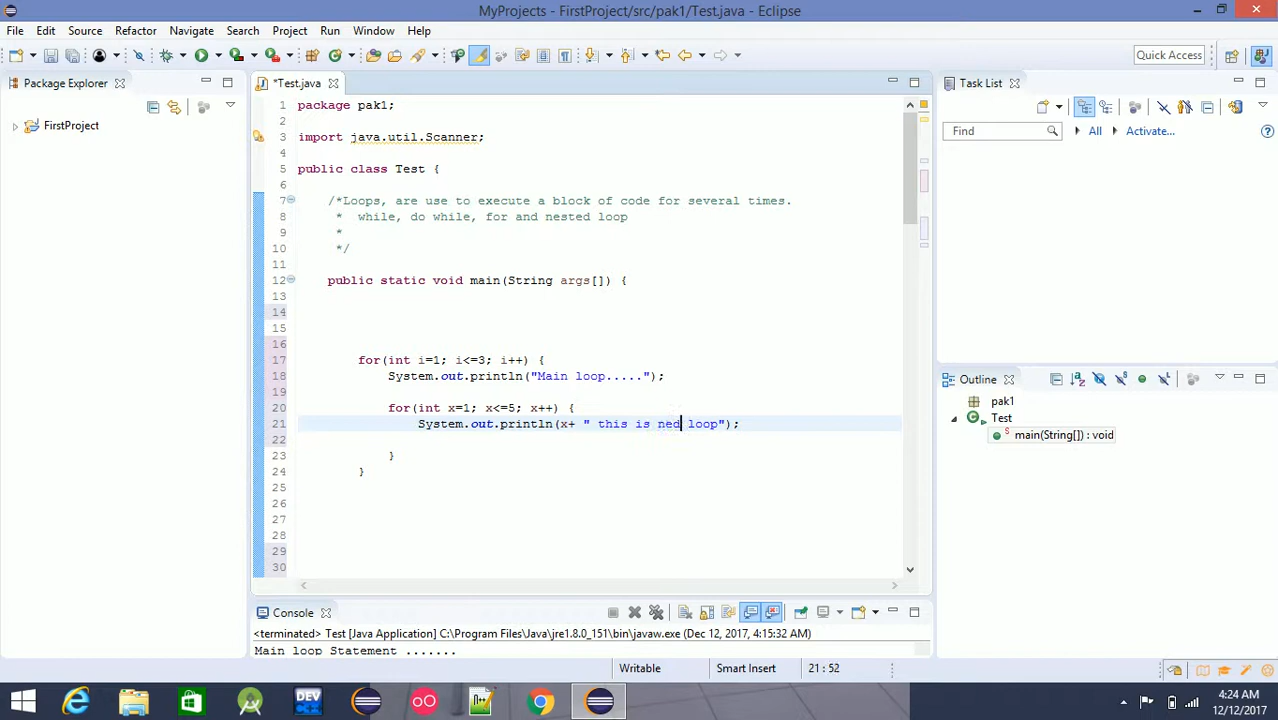 MyProjects - FirstProject/src/pak1/Test.java - Eclipse
File Edit Source Refactor Navigate Search Project Run Window Help
Quick Access
Package Explorer
*Test.java
Task List
FirstProject
Find
All
Activate...
1 package pak1;
2
3 import java.util.Scanner;
4
5 public class Test {
6
7 /*Loops, are use to execute a block of code for several times.
8 * while, do while, for and nested loop
9 *
10 */
11
12 public static void main(String args[]) {
13
14
15
16
17 for(int i=1; i<=3; i++) {
18 System.out.println("Main loop.....");
19
20 for(int x=1; x<=5; x++) {
21 System.out.println(x+ " this is ned loop");
22
23 }
24 }
25
26
28
29
30
Outline
pak1
Test
main(String[]) : void
Console
<terminated> Test [Java Application] C:\Program Files\Java\jre1.8.0_151\bin\javaw.exe (Dec 12, 2017, 4:15:32 AM)
Main loop Statement .......
Writable
Smart Insert
21 : 52
DEV
4:24 AM
12/12/2017